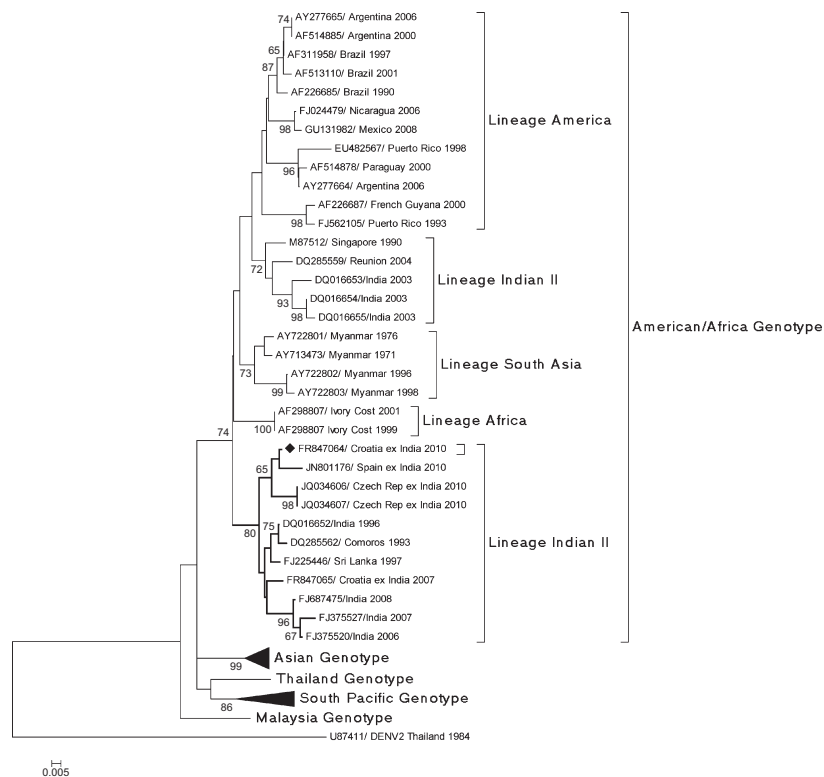 74
AY277665/ Argentina 2006
AF514885/ Argentina 2000
65
AF311958/ Brazil 1997
87
AF513110/ Brazil 2001
AF226685/ Brazil 1990
FJ024479/ Nicaragua 2006
98
GU131982/ Mexico 2008
Lineage America
EU482567/ Puerto Rico 1998
96
AF514878/ Paraguay 2000
AY277664/ Argentina 2006
AF226687/ French Guyana 2000
98
FJ562105/ Puerto Rico 1993
M87512/ Singapore 1990
72
DQ285559/ Reunion 2004
DQ016653/India 2003
Lineage Indian II
93
DQ016654/India 2003
98
DQ016655/India 2003
American/Africa Genotype
AY722801/ Myanmar 1976
AY713473/ Myanmar 1971
Lineage South Asia
73
AY722802/ Myanmar 1996
99
AY722803/ Myanmar 1998
AF298807/ Ivory Cost 2001
Lineage Africa
100
AF298807 Ivory Cost 1999
74
FR847064/ Croatia ex India 2010
65
JN801176/ Spain ex India 2010
JQ034606/ Czech Rep ex India 2010
98
JQ034607/ Czech Rep ex India 2010
80
75
DQ016652/India 1996
DQ285562/ Comoros 1993
Lineage Indian II
FJ225446/ Sri Lanka 1997
FR847065/ Croatia ex India 2007
FJ687475/India 2008
96
FJ375527/India 2007
67
FJ375520/India 2006
99
Asian Genotype
Thailand Genotype
86
South Pacific Genotype
Malaysia Genotype
U87411/ DENV2 Thailand 1984
0.005